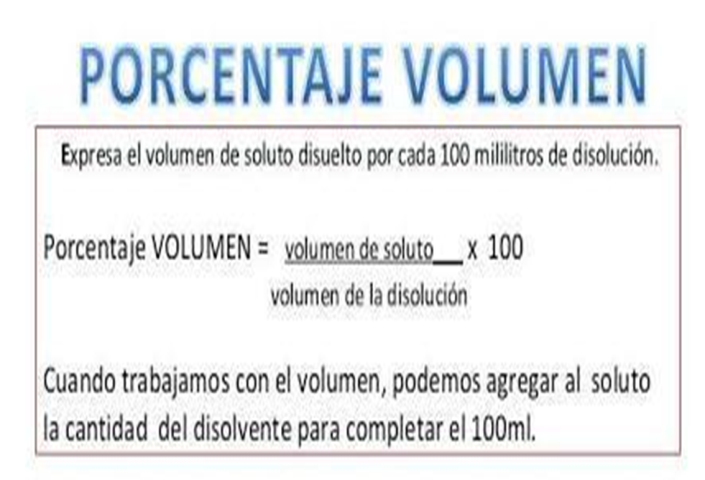 PORCENTAJE VOLUMEN
Expresa el volumen de soluto disuelto por cada 100 mililitros de disolución.
Porcentaje VOLUMEN = volumen de soluto x 100
volumen de la disolución
Cuando trabajamos con el volumen, podemos agregar al soluto
la cantidad del disolvente para completar el 100ml.